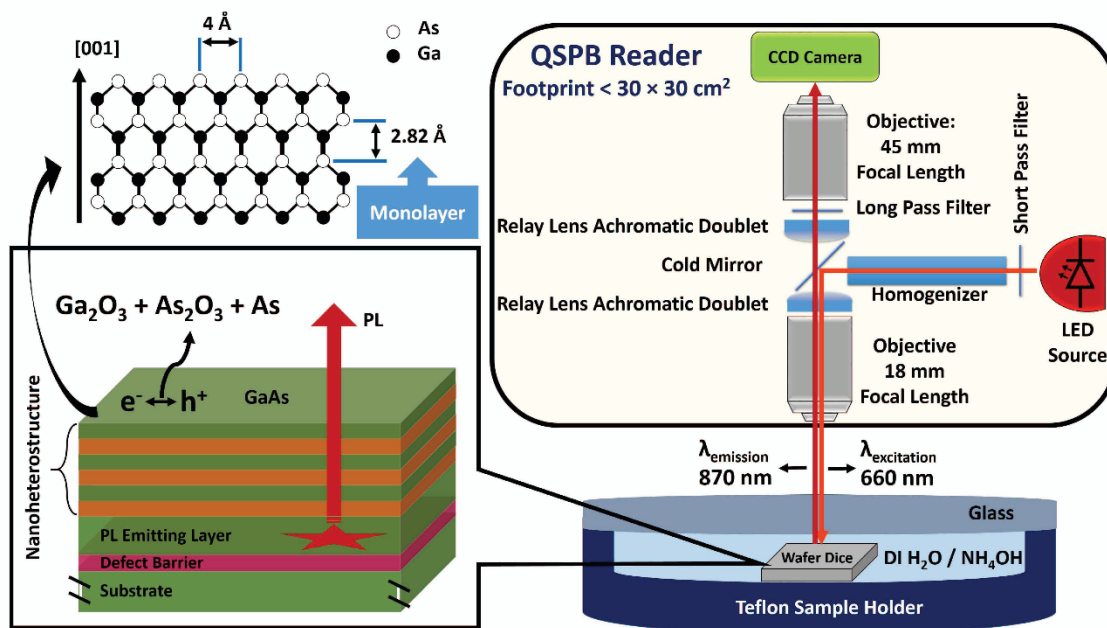 4 Å
As
Ga
[001]
2.82 Å
Monolayer
Ga₂O₃ + As₂O₃ + As
PL
e⁻ h⁺
GaAs
Nanoheterostructure
PL Emitting Layer
Defect Barrier
Substrate
QSPB Reader
Footprint < 30 × 30 cm²
CCD Camera
Objective:
45 mm
Focal Length
Long Pass Filter
Short Pass Filter
Relay Lens Achromatic Doublet
Cold Mirror
Homogenizer
Relay Lens Achromatic Doublet
LED
Source
Objective
18 mm
Focal Length
λemission
870 nm
λexcitation
660 nm
Glass
Wafer Dice
DI H₂O / NH₄OH
Teflon Sample Holder